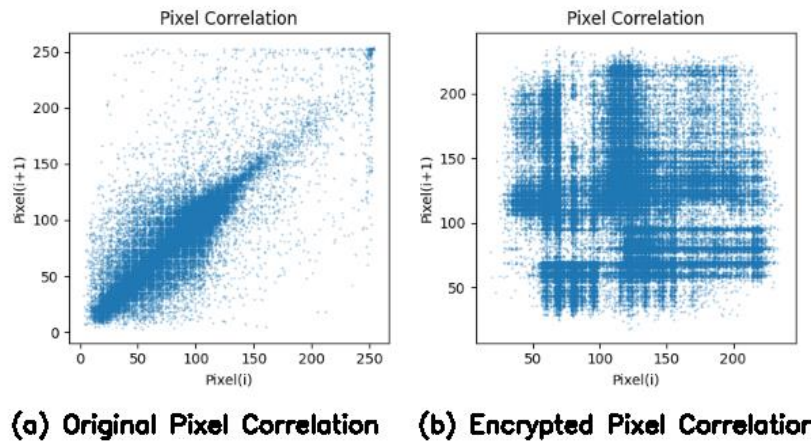 Pixel Correlation
250
200
150
100
50
0
Pixel(i+1)
0 50 100 150 200 250
Pixel(i)
Pixel Correlation
200
150
100
50
Pixel(i+1)
50 100 150 200
Pixel(i)
(a) Original Pixel Correlation
(b) Encrypted Pixel Correlation